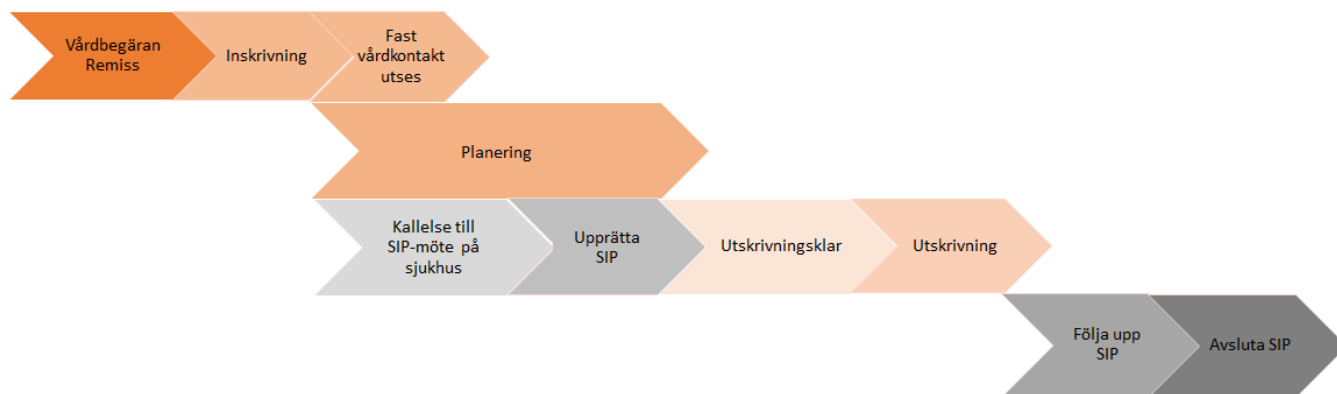 Vårdbegäran
Remiss
Inskrivning
Fast
vårdkontakt
utses
Planering
Kallelse till
SIP-möte på
sjukhus
Upprätta
SIP
Utskrivningsklar
Utskrivning
Följa upp
SIP
Avsluta SIP